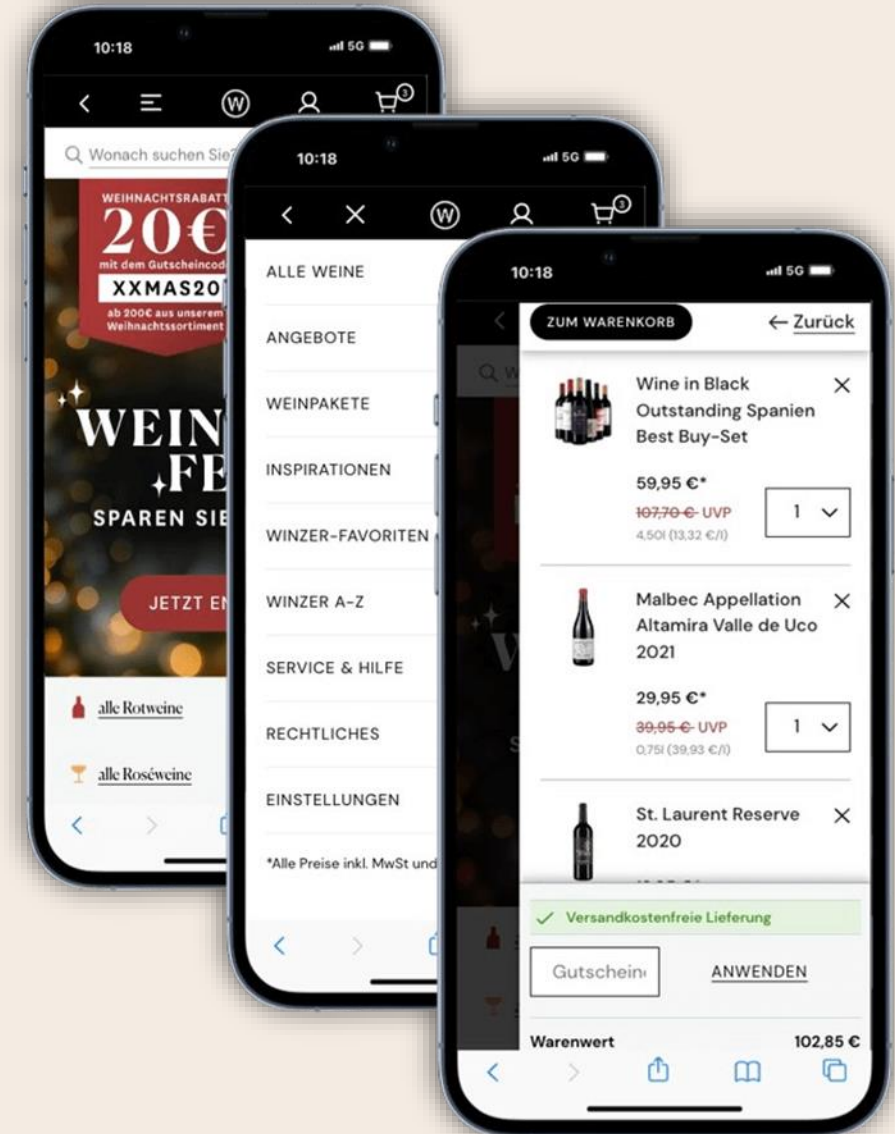 10:18
5G
W
3
Wonach suchen Sie?
WEIHNACHTSRABATT
20€
mit dem Gutscheincode
XXMAS20
ab 200€ aus unserem
Weihnachtssortiment
WEIN
FE
SPAREN SIE
JETZT
alle Rotweine
alle Roséweine
10:18
5G
W
3
ALLE WEINE
ANGEBOTE
WEINPAKETE
INSPIRATIONEN
WINZER-FAVORITEN
WINZER A-Z
SERVICE & HILFE
RECHTLICHES
EINSTELLUNGEN
*Alle Preise inkl. MwSt und
10:18
5G
ZUM WARENKORB
← Zurück
Wine in Black
Outstanding Spanien
Best Buy-Set
59,95 €*
107,70 € UVP
1
4,50l (13,32 €/l)
Malbec Appellation
Altamira Valle de Uco
2021
29,95 €*
39,95 € UVP
1
0,75l (39,93 €/l)
St. Laurent Reserve
2020
Versandkostenfreie Lieferung
Gutschein
ANWENDEN
Warenwert 102,85 €